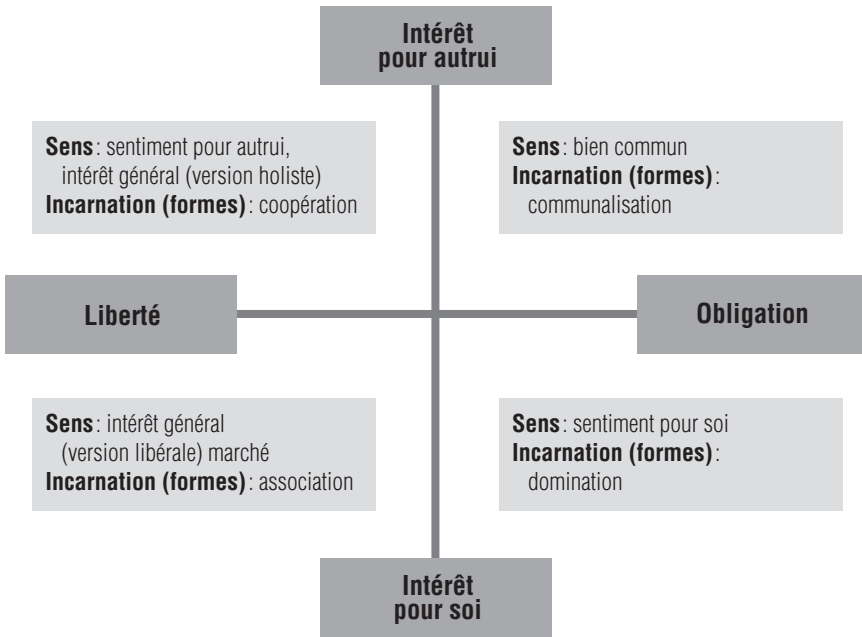 Intérêt
pour autrui
Sens : sentiment pour autrui,
intérêt général (version holiste)
Incarnation (formes) : coopération
Sens : bien commun
Incarnation (formes) :
communalisation
Liberté
Obligation
Sens : intérêt général
(version libérale) marché
Incarnation (formes) : association
Sens : sentiment pour soi
Incarnation (formes) :
domination
Intérêt
pour soi